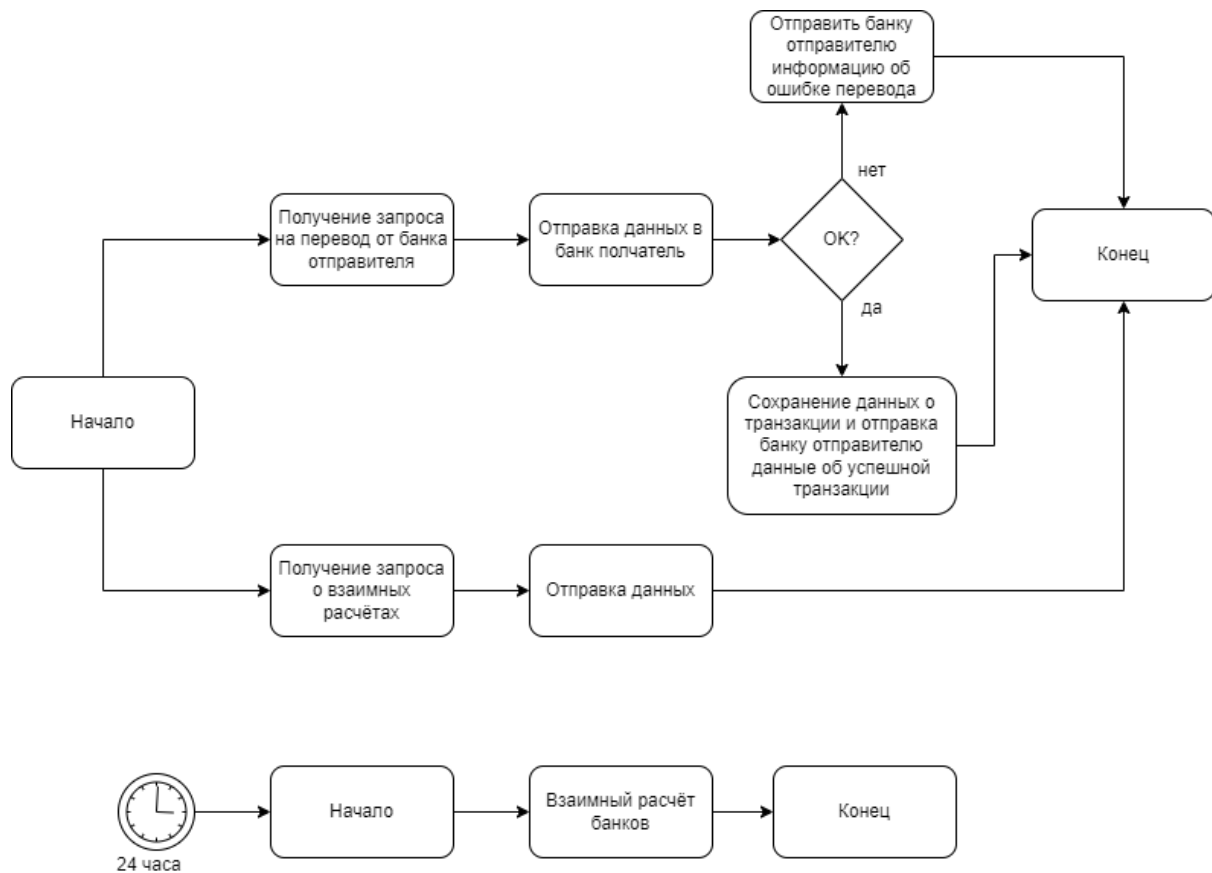 Отправить банку
отправителю
информацию об
ошибке перевода
нет
Получение запроса
на перевод от банка
отправителя
Отправка данных в
банк полчатель
OK?
Конец
да
Начало
Сохранение данных о
транзакции и отправка
банку отправителю
данные об успешной
транзакции
Получение запроса
о взаимных
расчётах
Отправка данных
24 часа
Начало
Взаимный расчёт
банков
Конец